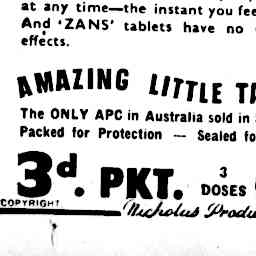 at any time—the instant you fee
And 'ZANS' tablets have no
effects.
AMAZING LITTLE T
The ONLY APC in Australia sold in
Packed for Protection — Sealed fo
3d. PKT. 3 DOSES
COPYRIGHT
Nicholas Produ